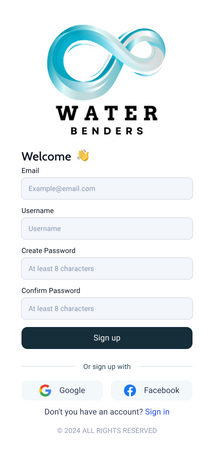 WATER
BENDERS
Welcome 👋
Email
Example@email.com
Username
Username
Create Password
At least 8 characters
Confirm Password
At least 8 characters
Sign up
Or sign up with
Google
Facebook
Don't you have an account? Sign in
© 2024 ALL RIGHTS RESERVED